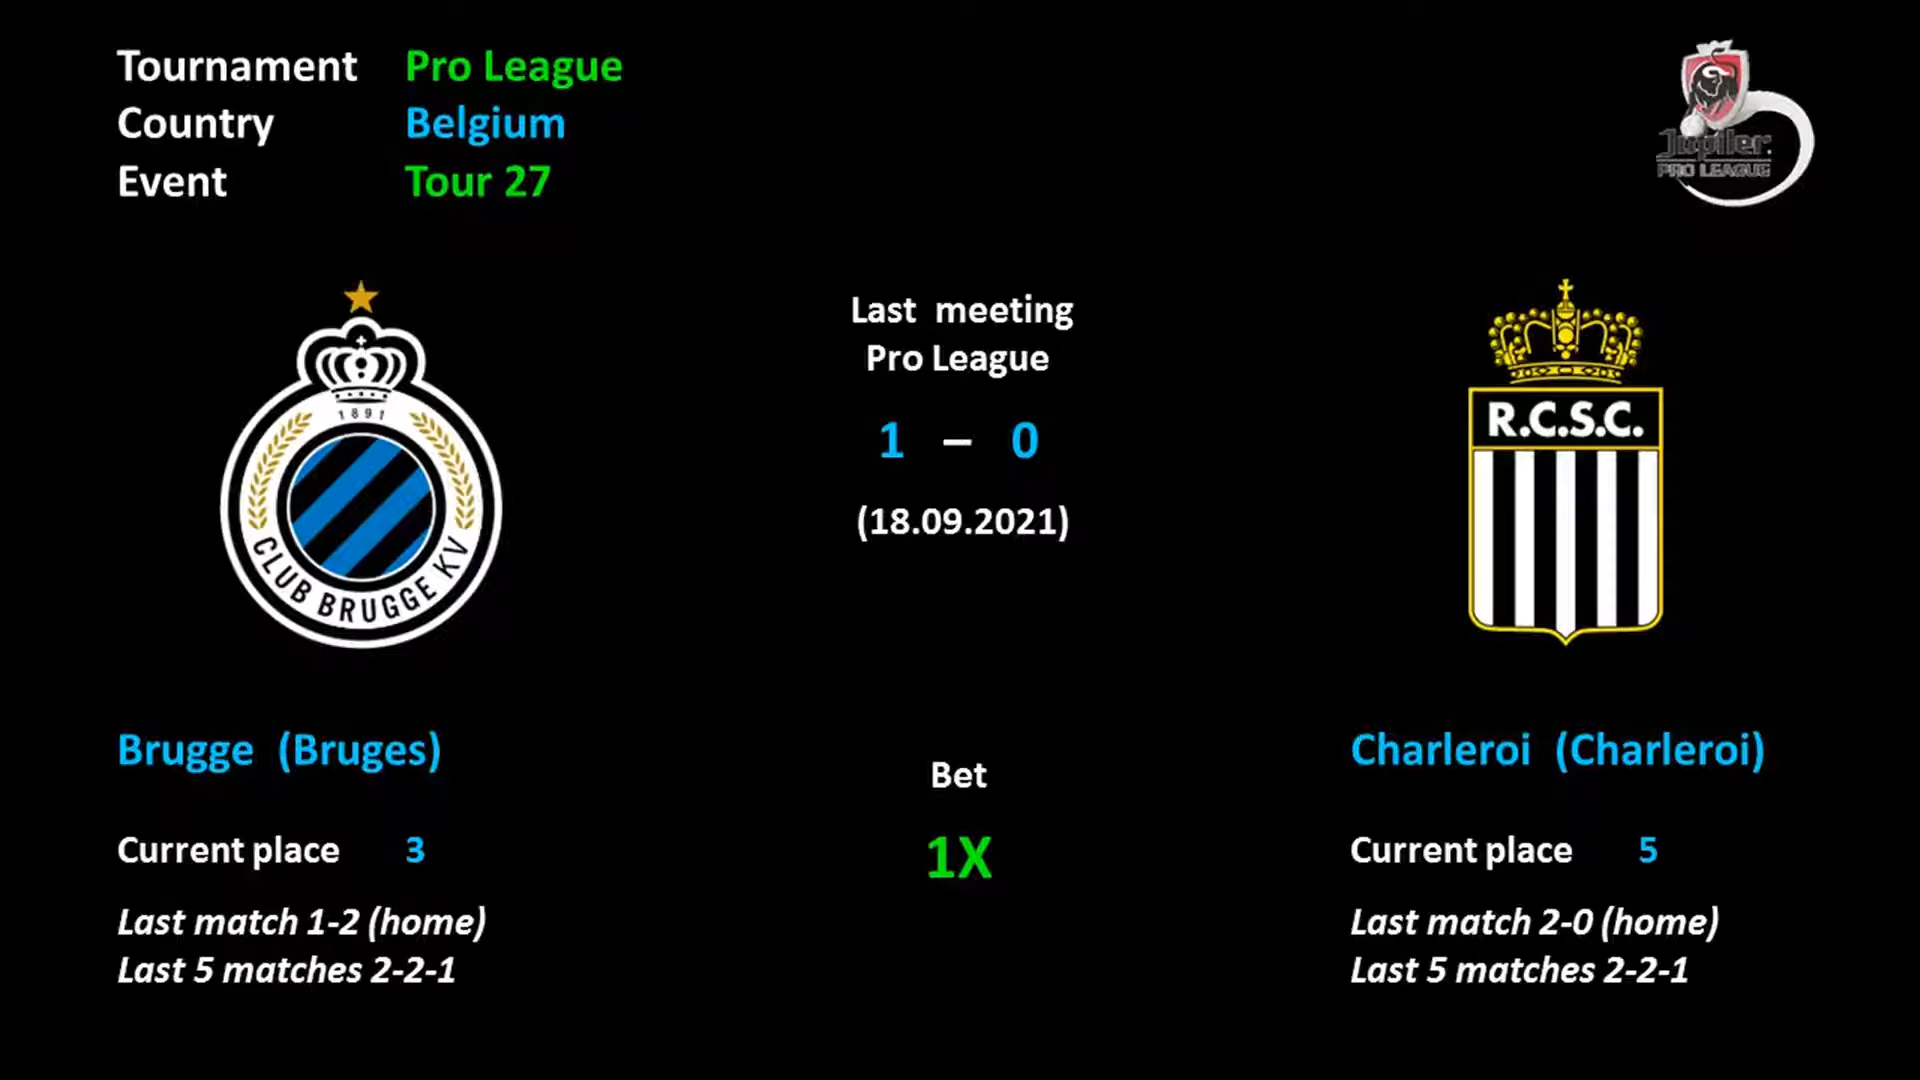 Tournament Pro League
Country Belgium
Event Tour 27
Jupiler
PRO LEAGUE
Last meeting
Pro League
1 – 0
(18.09.2021)
1891
CLUB BRUGGE KV
R.C.S.C.
Brugge (Bruges)
Current place 3
Last match 1-2 (home)
Last 5 matches 2-2-1
Bet
1X
Charleroi (Charleroi)
Current place 5
Last match 2-0 (home)
Last 5 matches 2-2-1